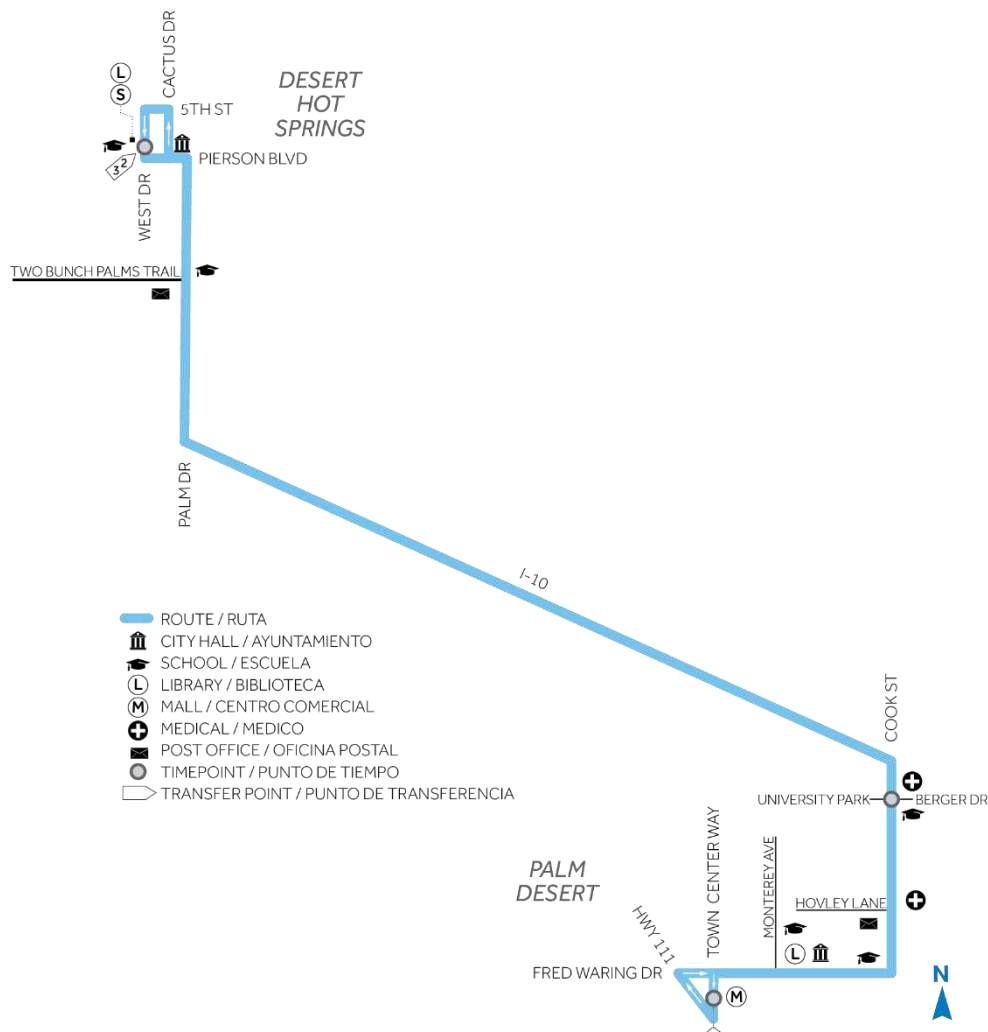 CACTUS DR
L
S
5TH ST
DESERT
HOT
SPRINGS
PIERSON BLVD
32
WEST DR
TWO BUNCH PALMS TRAIL
PALM DR
I-10
ROUTE / RUTA
CITY HALL / AYUNTAMIENTO
SCHOOL / ESCUELA
L LIBRARY / BIBLIOTECA
M MALL / CENTRO COMERCIAL
MEDICAL / MEDICO
POST OFFICE / OFICINA POSTAL
TIMEPOINT / PUNTO DE TIEMPO
TRANSFER POINT / PUNTO DE TRANSFERENCIA
COOK ST
UNIVERSITY PARK
BERGER DR
TOWN CENTER WAY
MONTEREY AVE
PALM
DESERT
HOVLEY LANE
HWY 111
L
FRED WARING DR
M
N